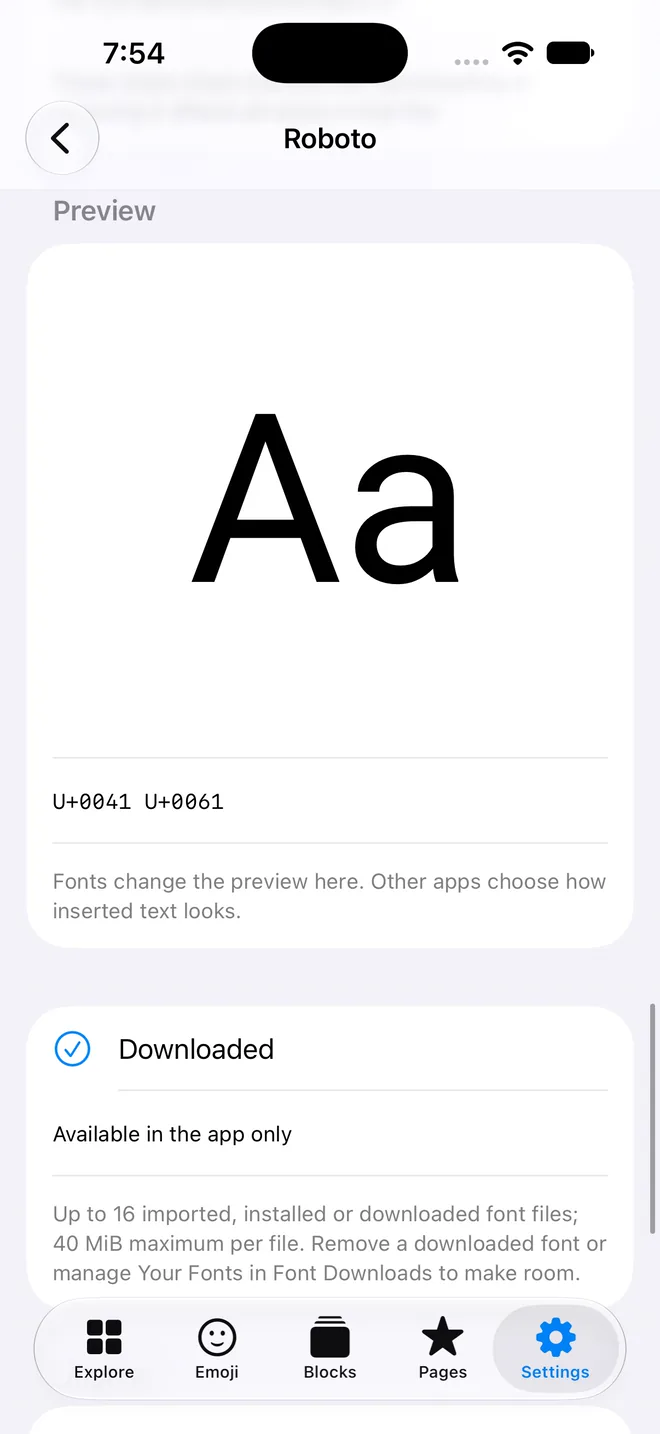 7:54
Roboto
Preview
Aa
U+0041 U+0061
Fonts change the preview here. Other apps choose how
inserted text looks.
Downloaded
Available in the app only
Up to 16 imported, installed or downloaded font files;
40 MiB maximum per file. Remove a downloaded font or
manage Your Fonts in Font Downloads to make room.
Explore Emoji Blocks Pages Settings